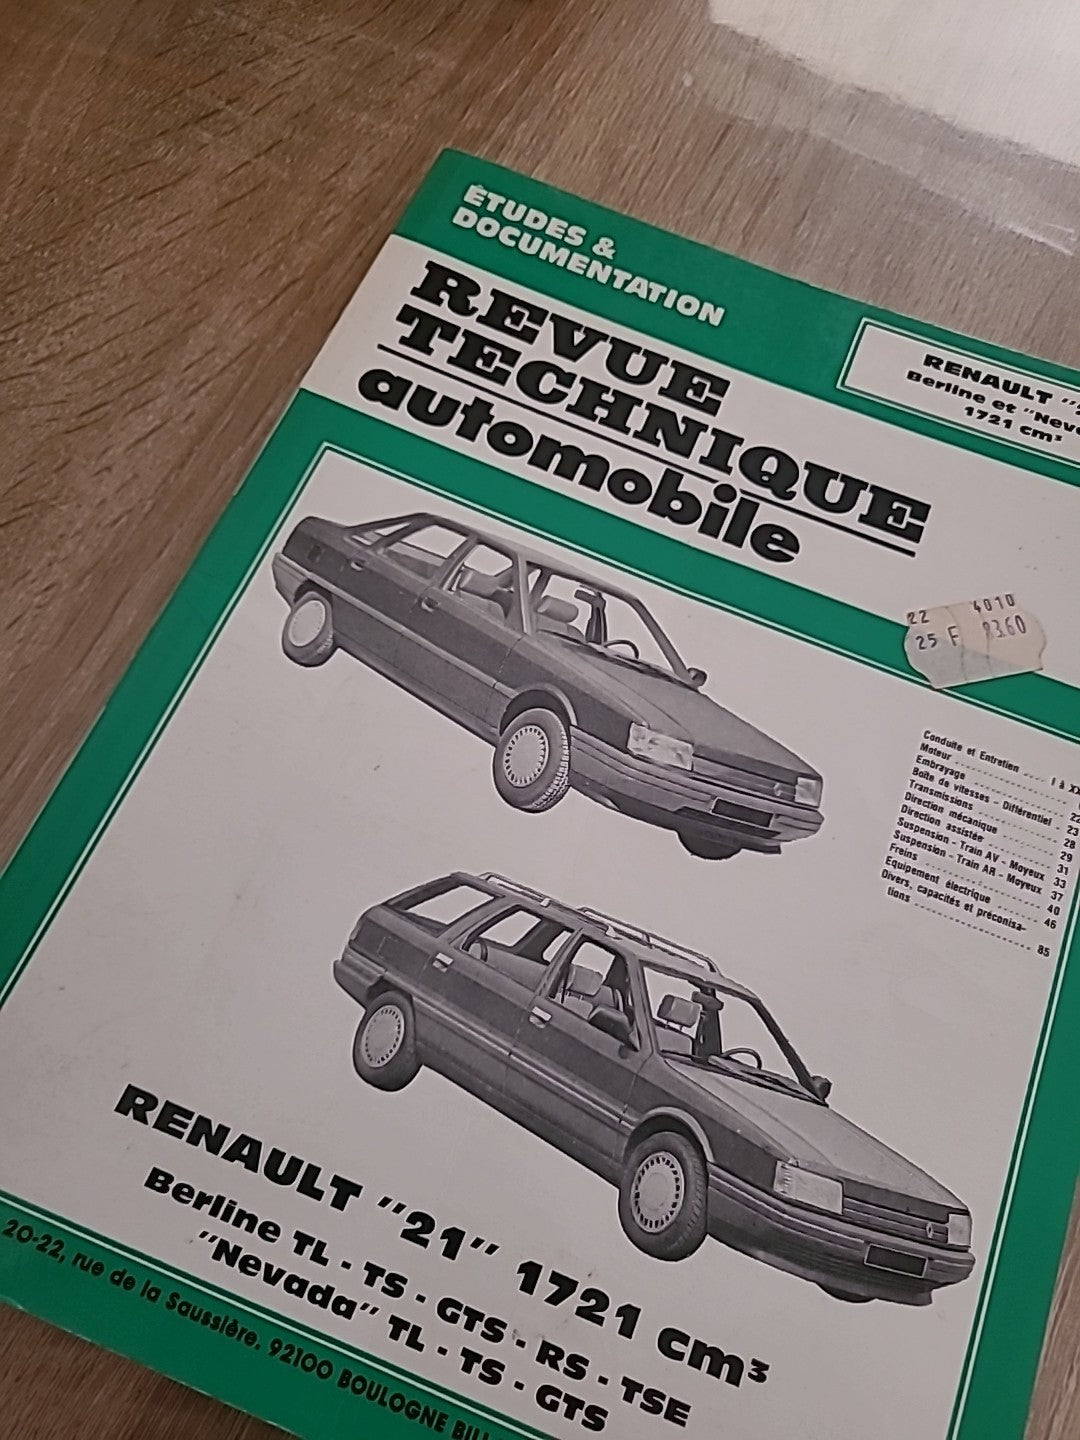 ÉTUDES &
DOCUMENTATION
REVUE
TECHNIQUE
automobile
RENAULT "2
Berline et "Neva
1721 cm³
22 4010
25 F 93.60
Conduite et Entretien .... I à XX
Moteur
Embrayage 22
Boîte de vitesses - Différentiel . 23
Transmissions 28
Direction mécanique 29
Direction assistée 31
Suspension - Train AV - Moyeux 33
Suspension - Train AR - Moyeux 37
Freins 40
Equipement électrique 46
Divers, capacités et préconisa-
tions 85
RENAULT "21" 1721 cm³
Berline TL - TS - GTS - RS - TSE
"Nevada" TL - TS - GTS
20-22, rue de la Saussière, 92100 BOULOGNE BILL